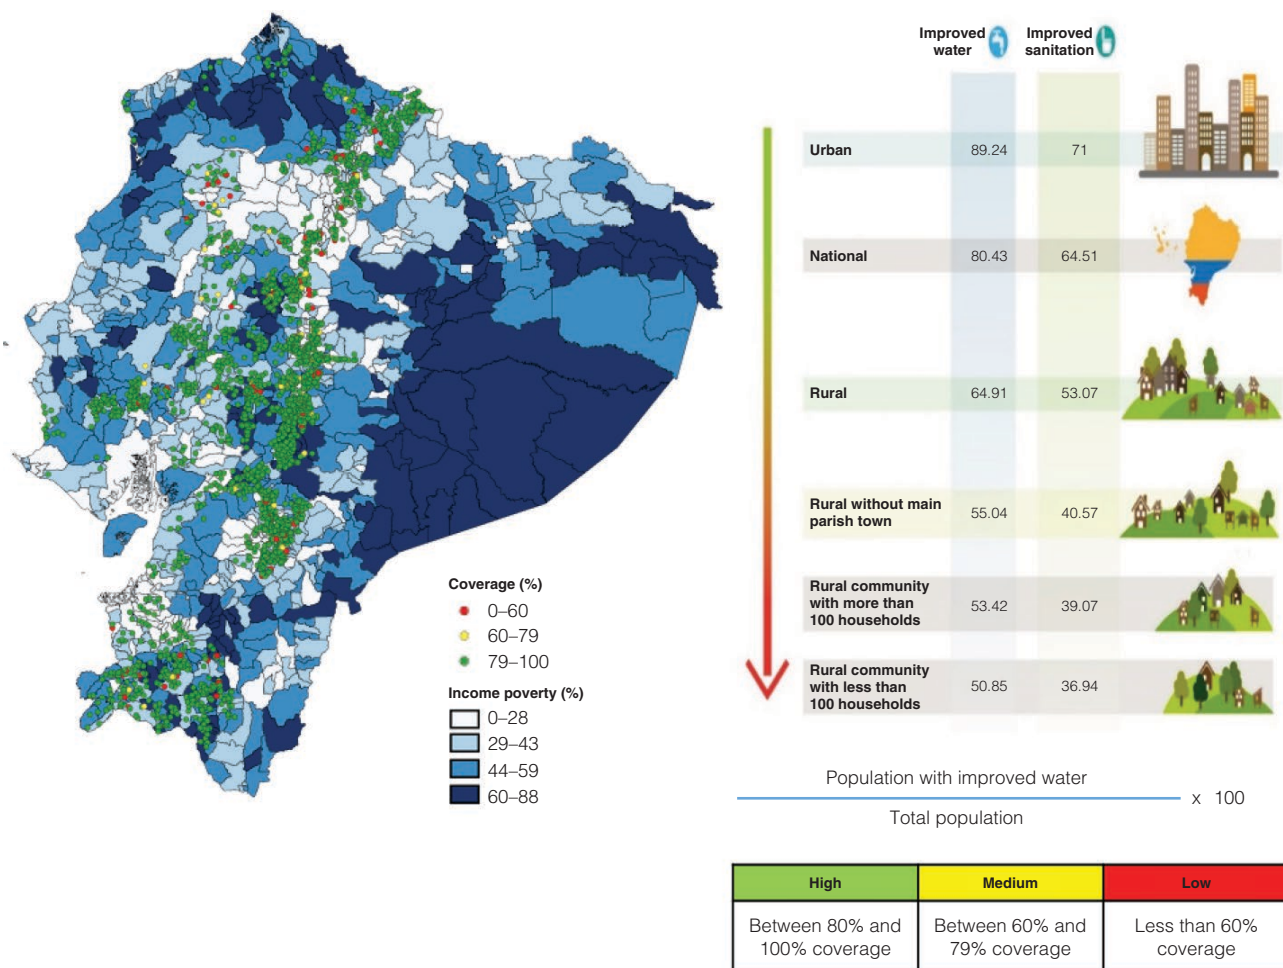 Improved water
Improved sanitation
Urban 89.24 71
National 80.43 64.51
Rural 64.91 53.07
Rural without main parish town 55.04 40.57
Rural community with more than 100 households 53.42 39.07
Rural community with less than 100 households 50.85 36.94
Coverage (%)
0–60
60–79
79–100
Income poverty (%)
0–28
29–43
44–59
60–88
Population with improved water
Total population
x 100
High Medium Low
Between 80% and 100% coverage
Between 60% and 79% coverage
Less than 60% coverage